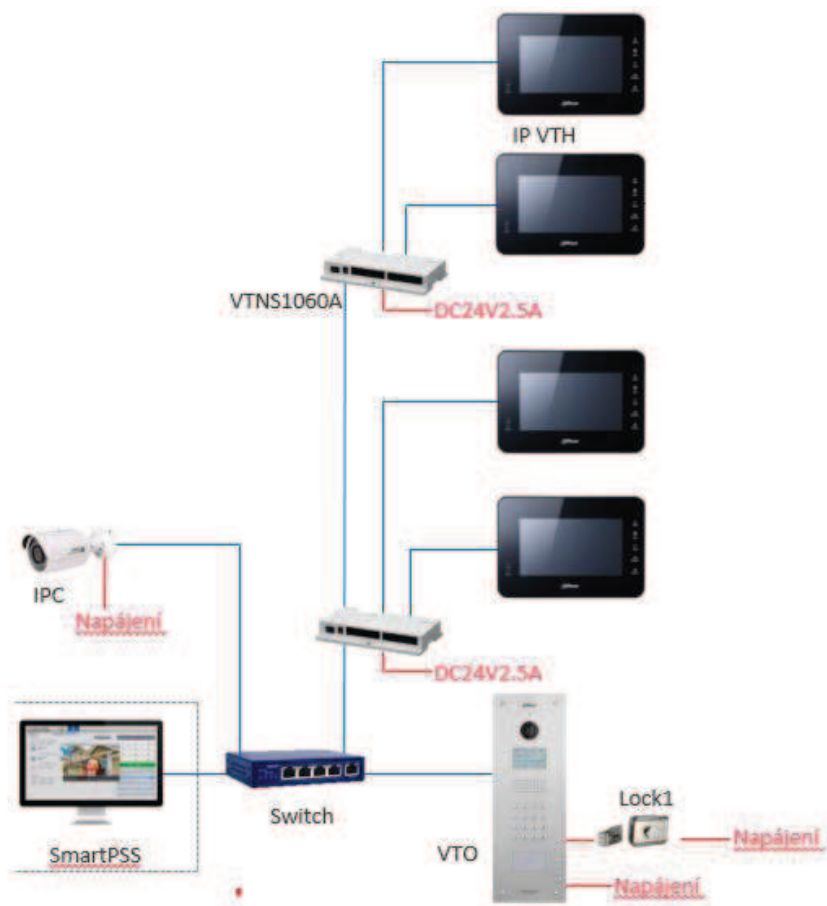 IP VTH
VTNS1060A
DC24V2.5A
IPC
Napájení
DC24V2.5A
SmartPSS
Switch
VTO
Lock1
Napájení
Napájení